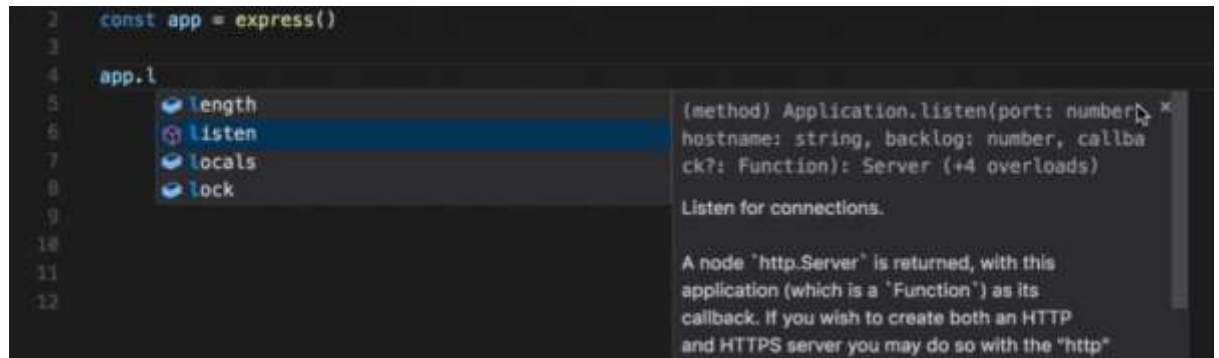 2 const app = express()
3
4 app.l
5 length
6 listen
7 locals
8 lock
9
10
11
12
(method) Application.listen(port: number,
hostname: string, backlog: number, callba
ck?: Function): Server (+4 overloads)
Listen for connections.
A node `http.Server` is returned, with this
application (which is a `Function`) as its
callback. If you wish to create both an HTTP
and HTTPS server you may do so with the "http"